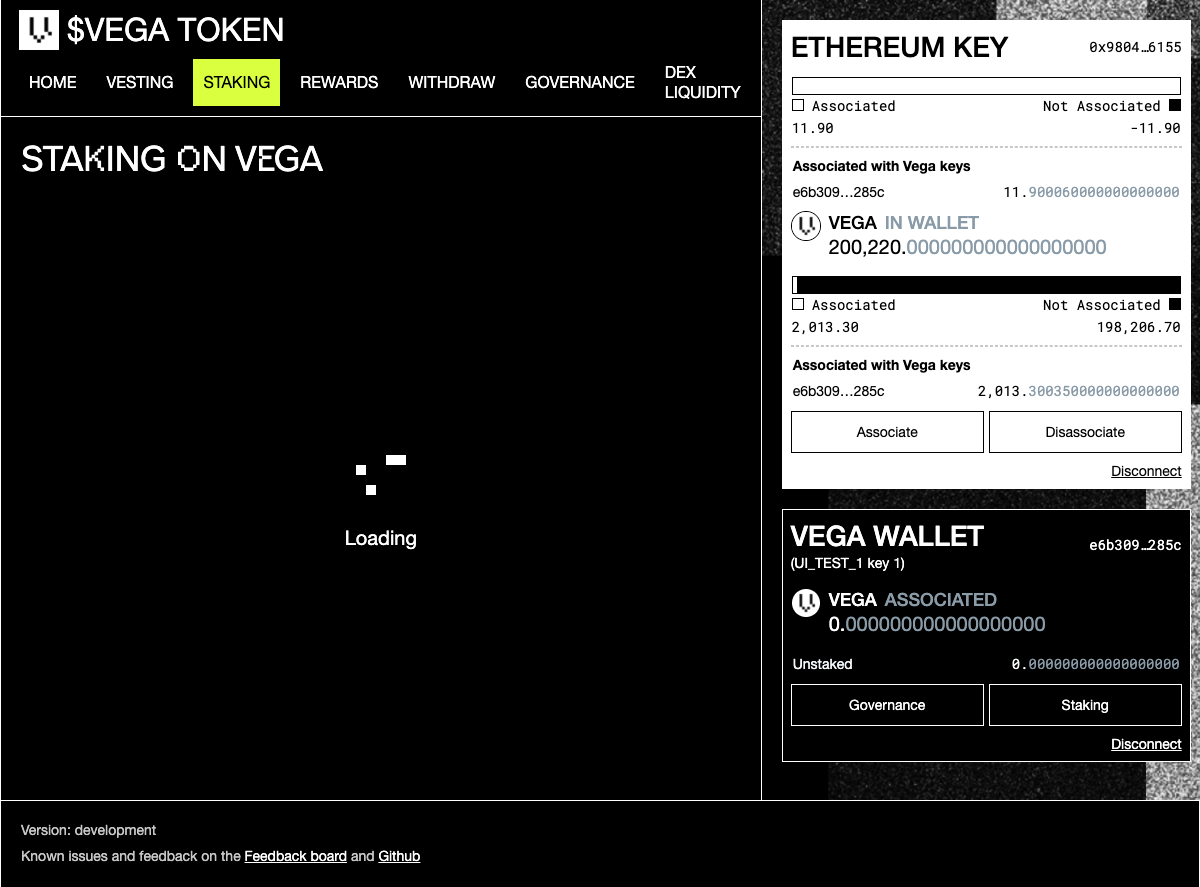 $VEGA TOKEN
HOME VESTING STAKING REWARDS WITHDRAW GOVERNANCE DEX LIQUIDITY
STAKING ON VEGA
Loading
ETHEREUM KEY 0x9804…6155
Associated Not Associated
11.90 -11.90
Associated with Vega keys
e6b309…285c 11.900060000000000000
VEGA IN WALLET
200,220.000000000000000000
Associated Not Associated
2,013.30 198,206.70
Associated with Vega keys
e6b309…285c 2,013.300350000000000000
Associate Disassociate
Disconnect
VEGA WALLET e6b309…285c
(UI_TEST_1 key 1)
VEGA ASSOCIATED
0.000000000000000000
Unstaked 0.000000000000000000
Governance Staking
Disconnect
Version: development
Known issues and feedback on the Feedback board and Github